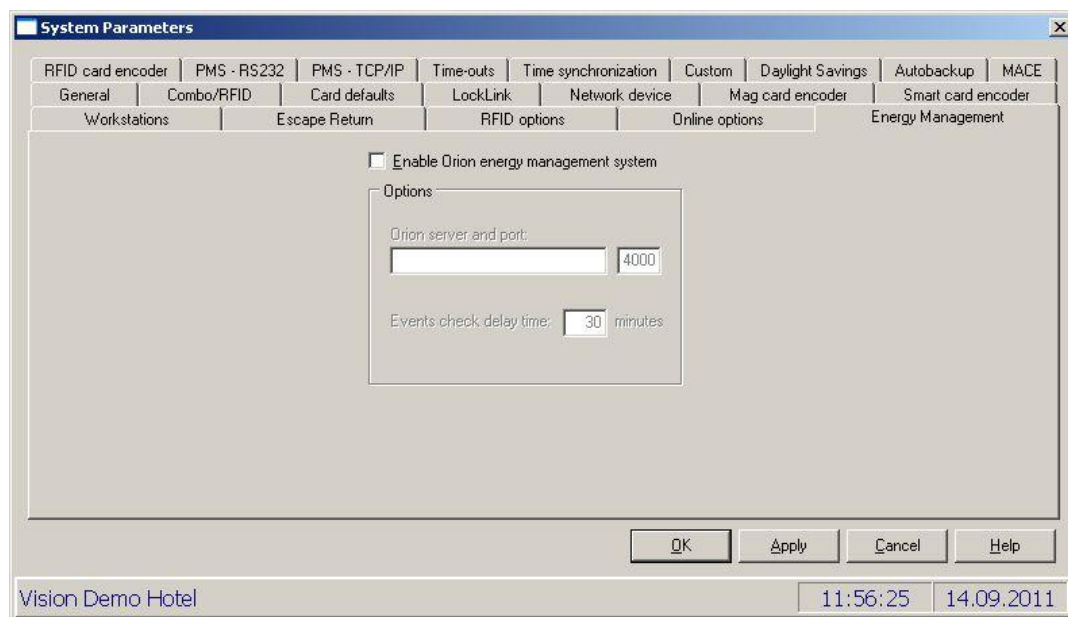 System Parameters
RFID card encoder PMS - RS232 PMS - TCP/IP Time-outs Time synchronization Custom Daylight Savings Autobackup MACE
General Combo/RFID Card defaults LockLink Network device Mag card encoder Smart card encoder
Workstations Escape Return RFID options Online options Energy Management
Enable Orion energy management system
Options
Orion server and port:
4000
Events check delay time: 30 minutes
OK Apply Cancel Help
Vision Demo Hotel 11:56:25 14.09.2011